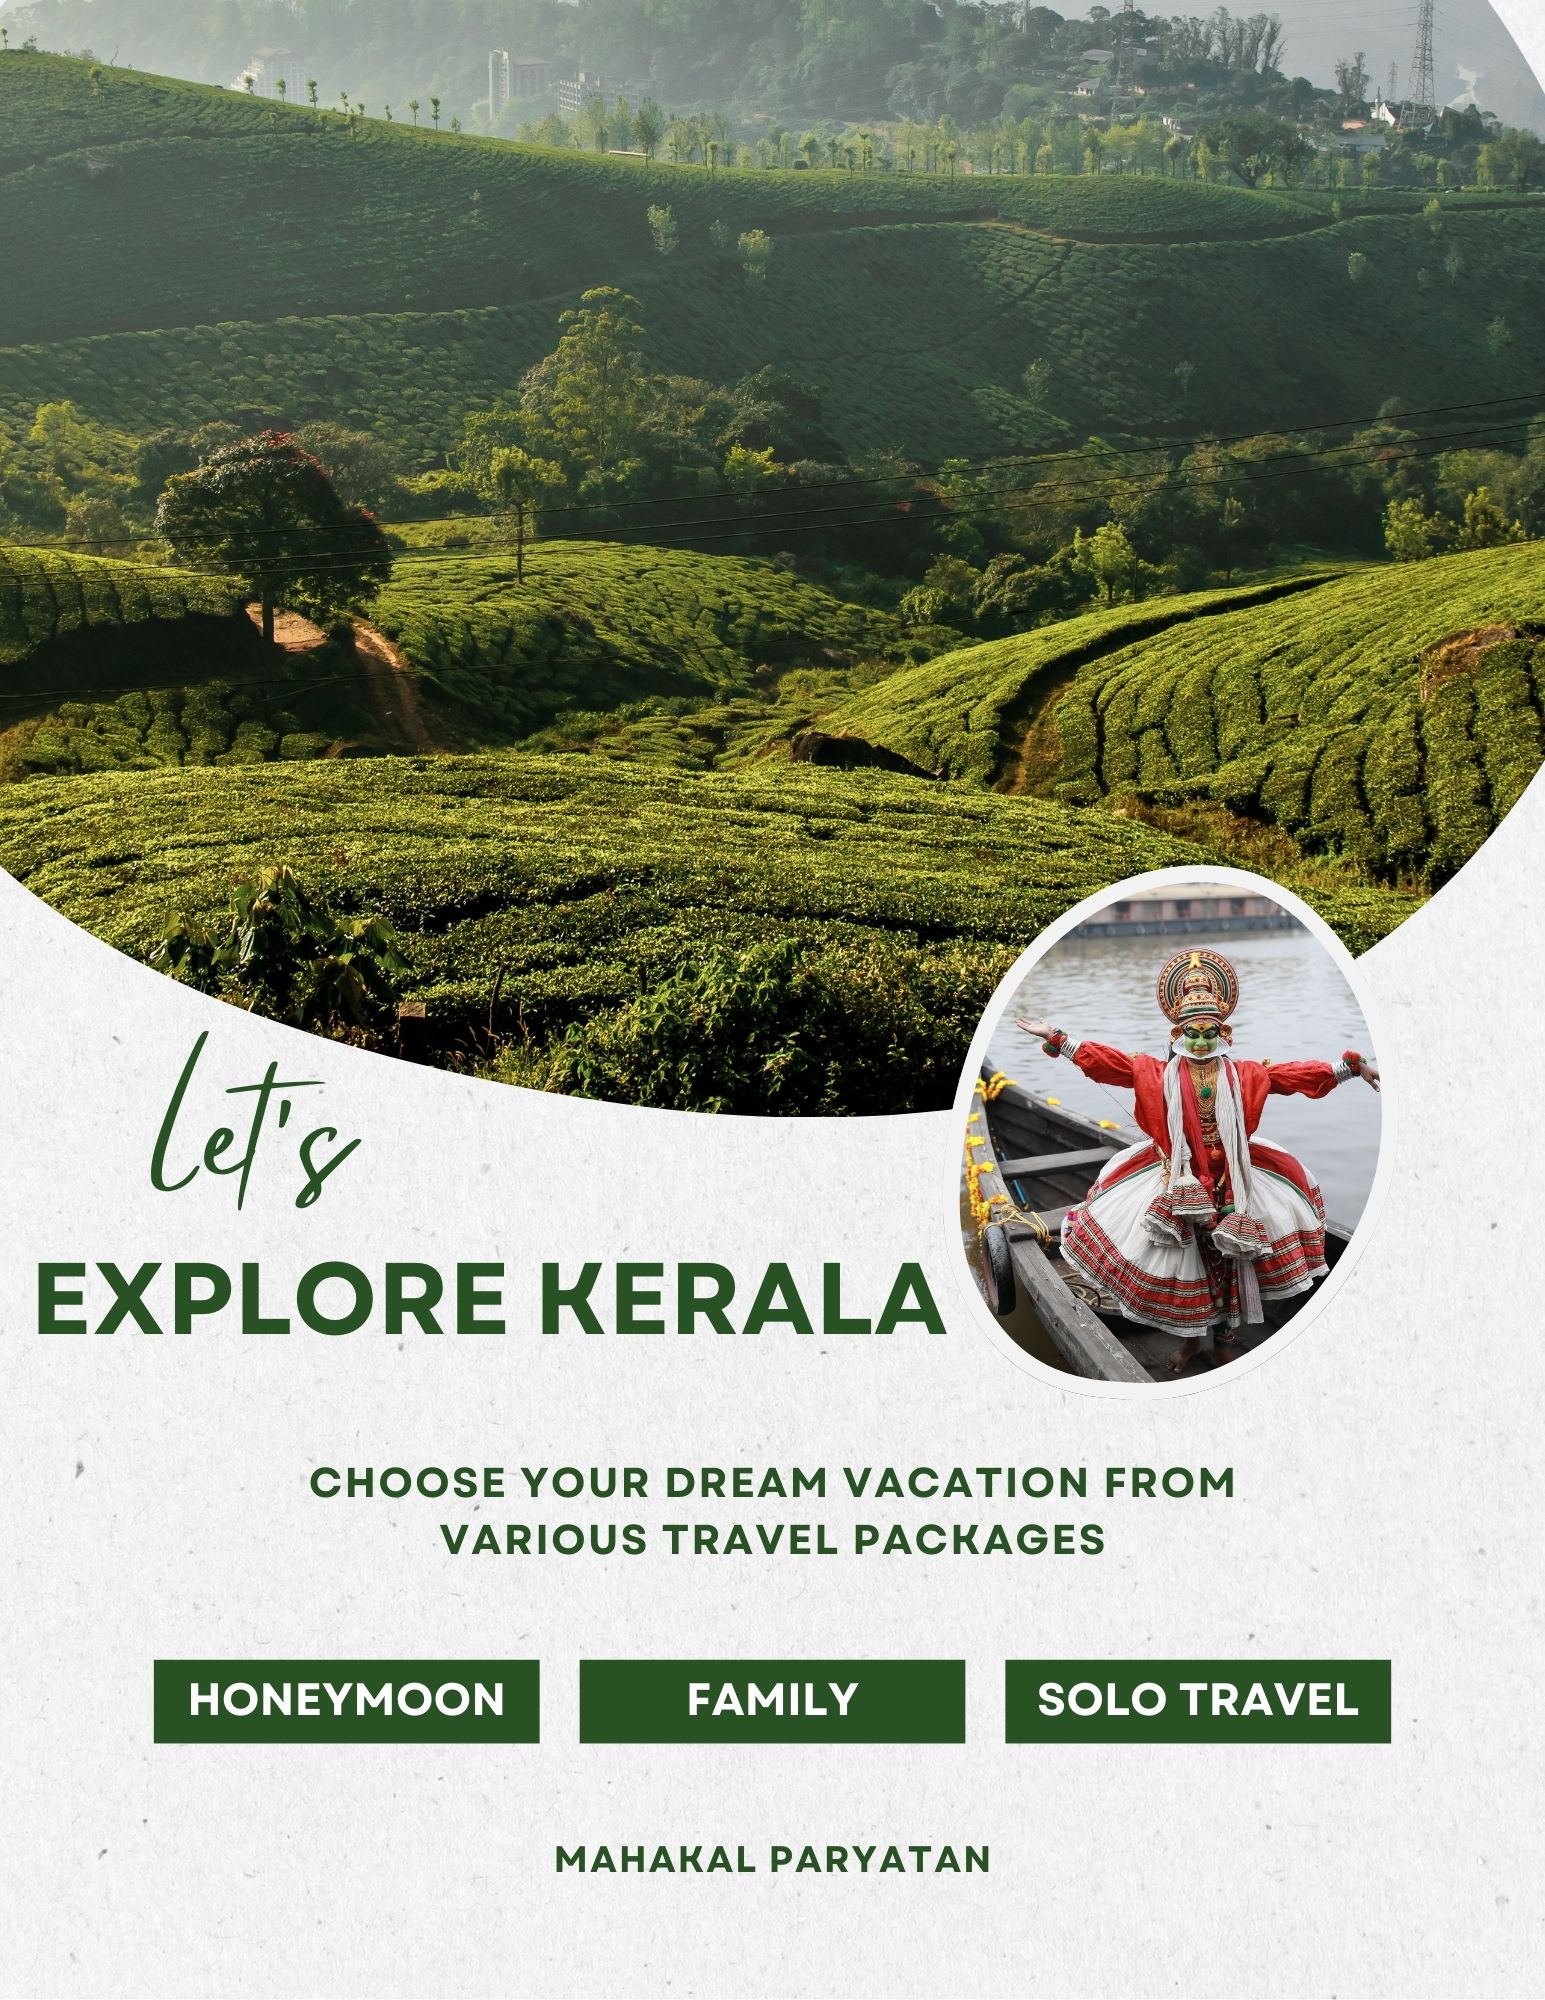 Let's
EXPLORE KERALA
CHOOSE YOUR DREAM VACATION FROM
VARIOUS TRAVEL PACKAGES
HONEYMOON
FAMILY
SOLO TRAVEL
MAHAKAL PARYATAN